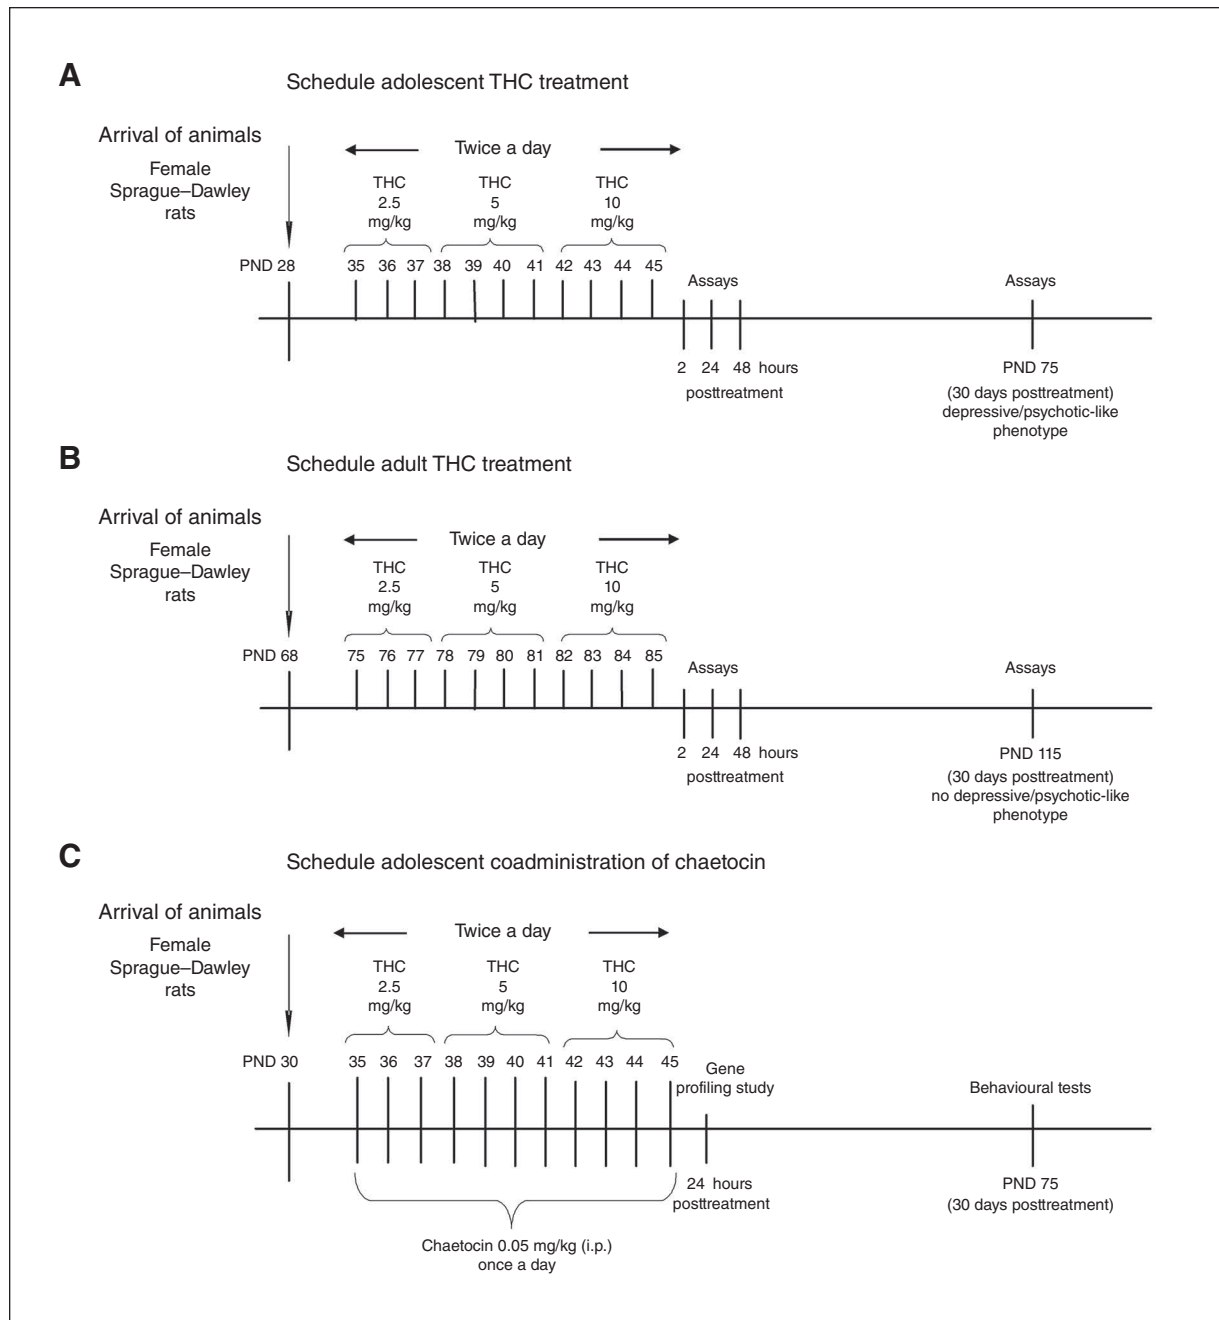 A
Schedule adolescent THC treatment
Arrival of animals
Female
Sprague–Dawley
rats
Twice a day
THC
2.5
mg/kg
THC
5
mg/kg
THC
10
mg/kg
PND 28
35 36 37 38 39 40 41 42 43 44 45
Assays
Assays
2 24 48 hours
posttreatment
PND 75
(30 days posttreatment)
depressive/psychotic-like
phenotype
B
Schedule adult THC treatment
Arrival of animals
Female
Sprague–Dawley
rats
Twice a day
THC
2.5
mg/kg
THC
5
mg/kg
THC
10
mg/kg
PND 68
75 76 77 78 79 80 81 82 83 84 85
Assays
Assays
2 24 48 hours
posttreatment
PND 115
(30 days posttreatment)
no depressive/psychotic-like
phenotype
C
Schedule adolescent coadministration of chaetocin
Arrival of animals
Female
Sprague–Dawley
rats
Twice a day
THC
2.5
mg/kg
THC
5
mg/kg
THC
10
mg/kg
PND 30
35 36 37 38 39 40 41 42 43 44 45
Gene
profiling study
Behavioural tests
24 hours
posttreatment
PND 75
(30 days posttreatment)
Chaetocin 0.05 mg/kg (i.p.)
once a day